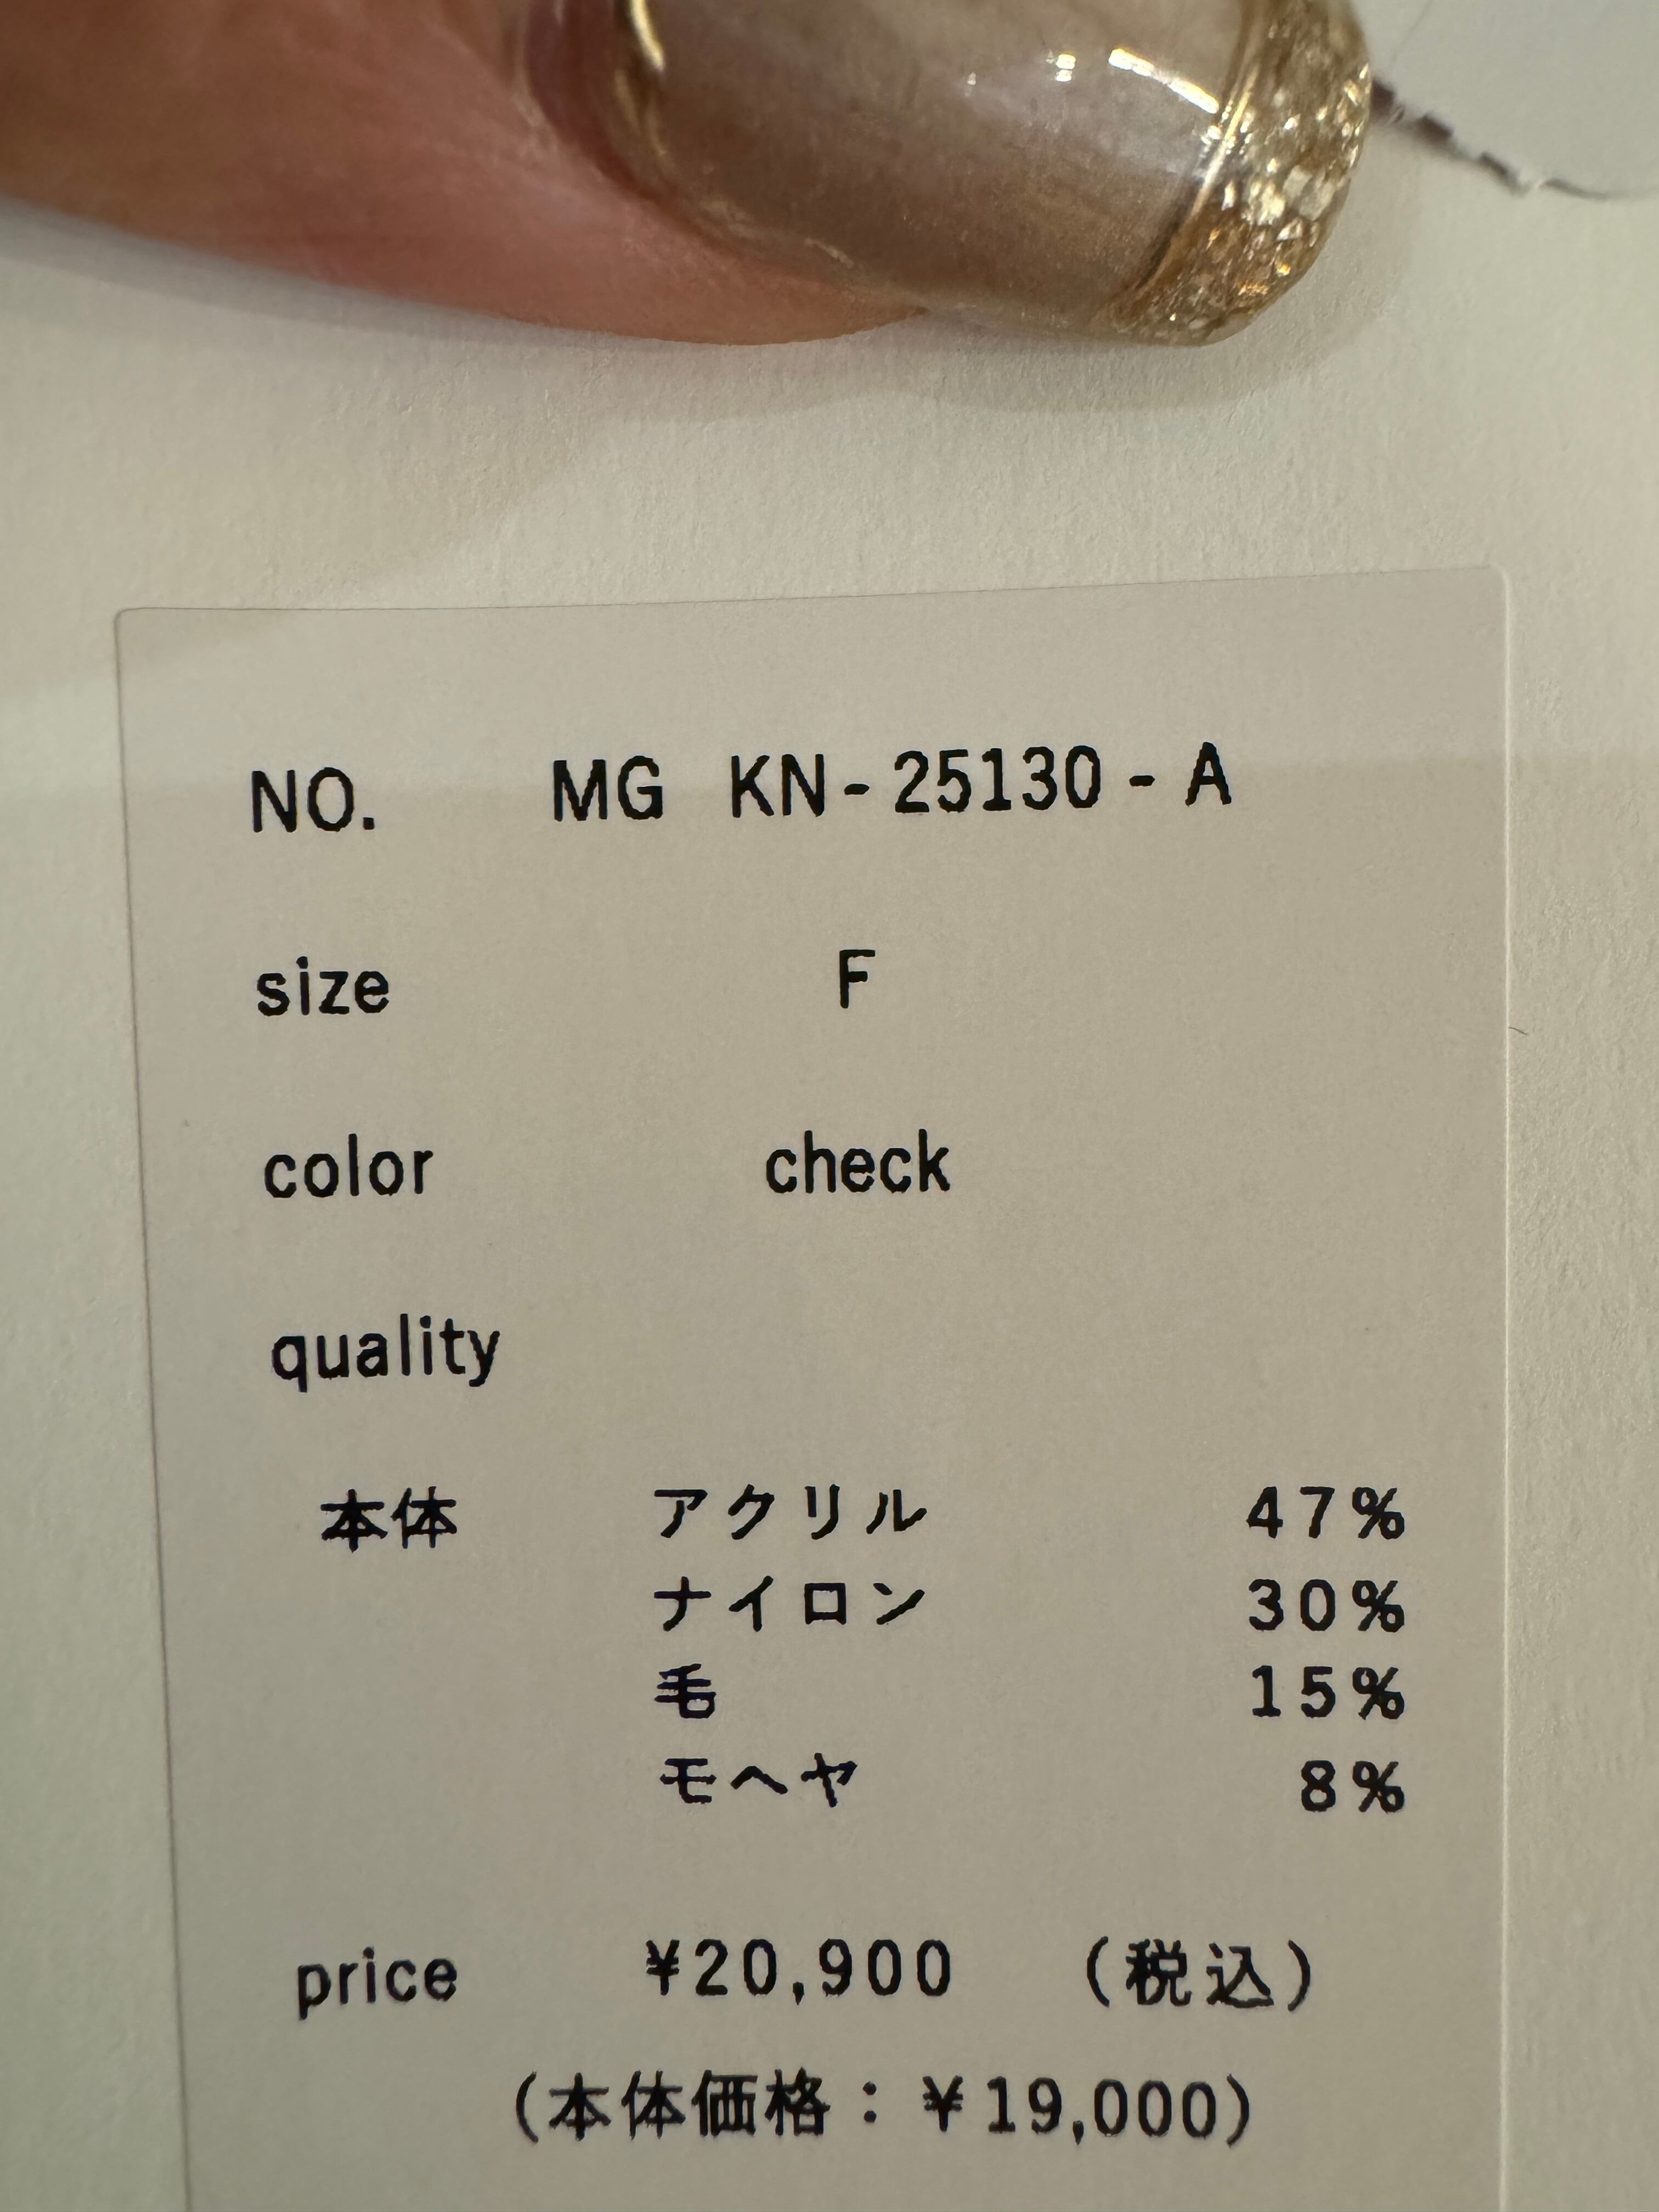 NO. MG KN-25130-A
size F
color check
quality
本体 アクリル 47%
ナイロン 30%
毛 15%
モヘヤ 8%
price ¥20,900 (税込)
(本体価格：¥19,000)